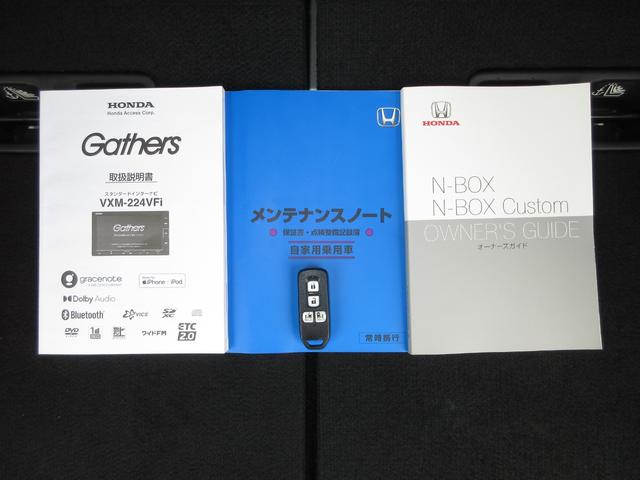 HONDA
Honda Access Corp.
Gathers
取扱説明書
スタンダードインターナビ
VXM-224VFi
Gathers
gracenote
iPhone iPod
Dolby Audio
Bluetooth
VICS
SD XC
DVD
ワイドFM
ETC 2.0
メンテナンスノート
保証書・点検整備記録簿
自家用乗用車
常時携行
HONDA
N-BOX
N-BOX Custom
OWNER'S GUIDE
オーナーズガイド